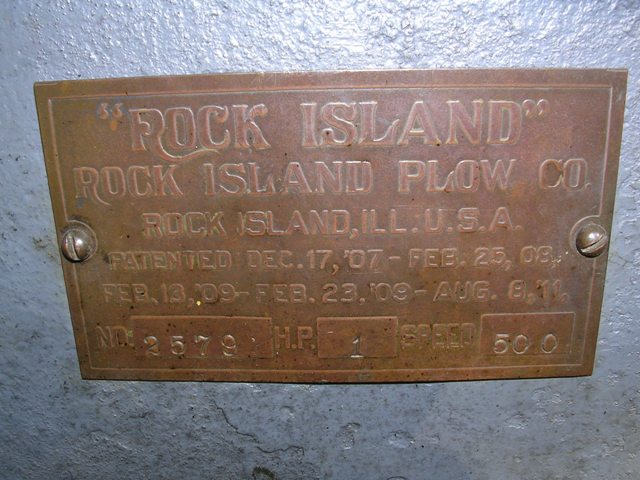 "ROCK ISLAND"
ROCK ISLAND PLOW CO.
ROCK ISLAND, ILL. U.S.A.
PATENTED DEC. 17, '07 - FEB. 25, 08,
FEB. 13, '09 - FEB. 23, '09 - AUG. 8, '11,
NO. 2579 H.P. 1 SPEED 500